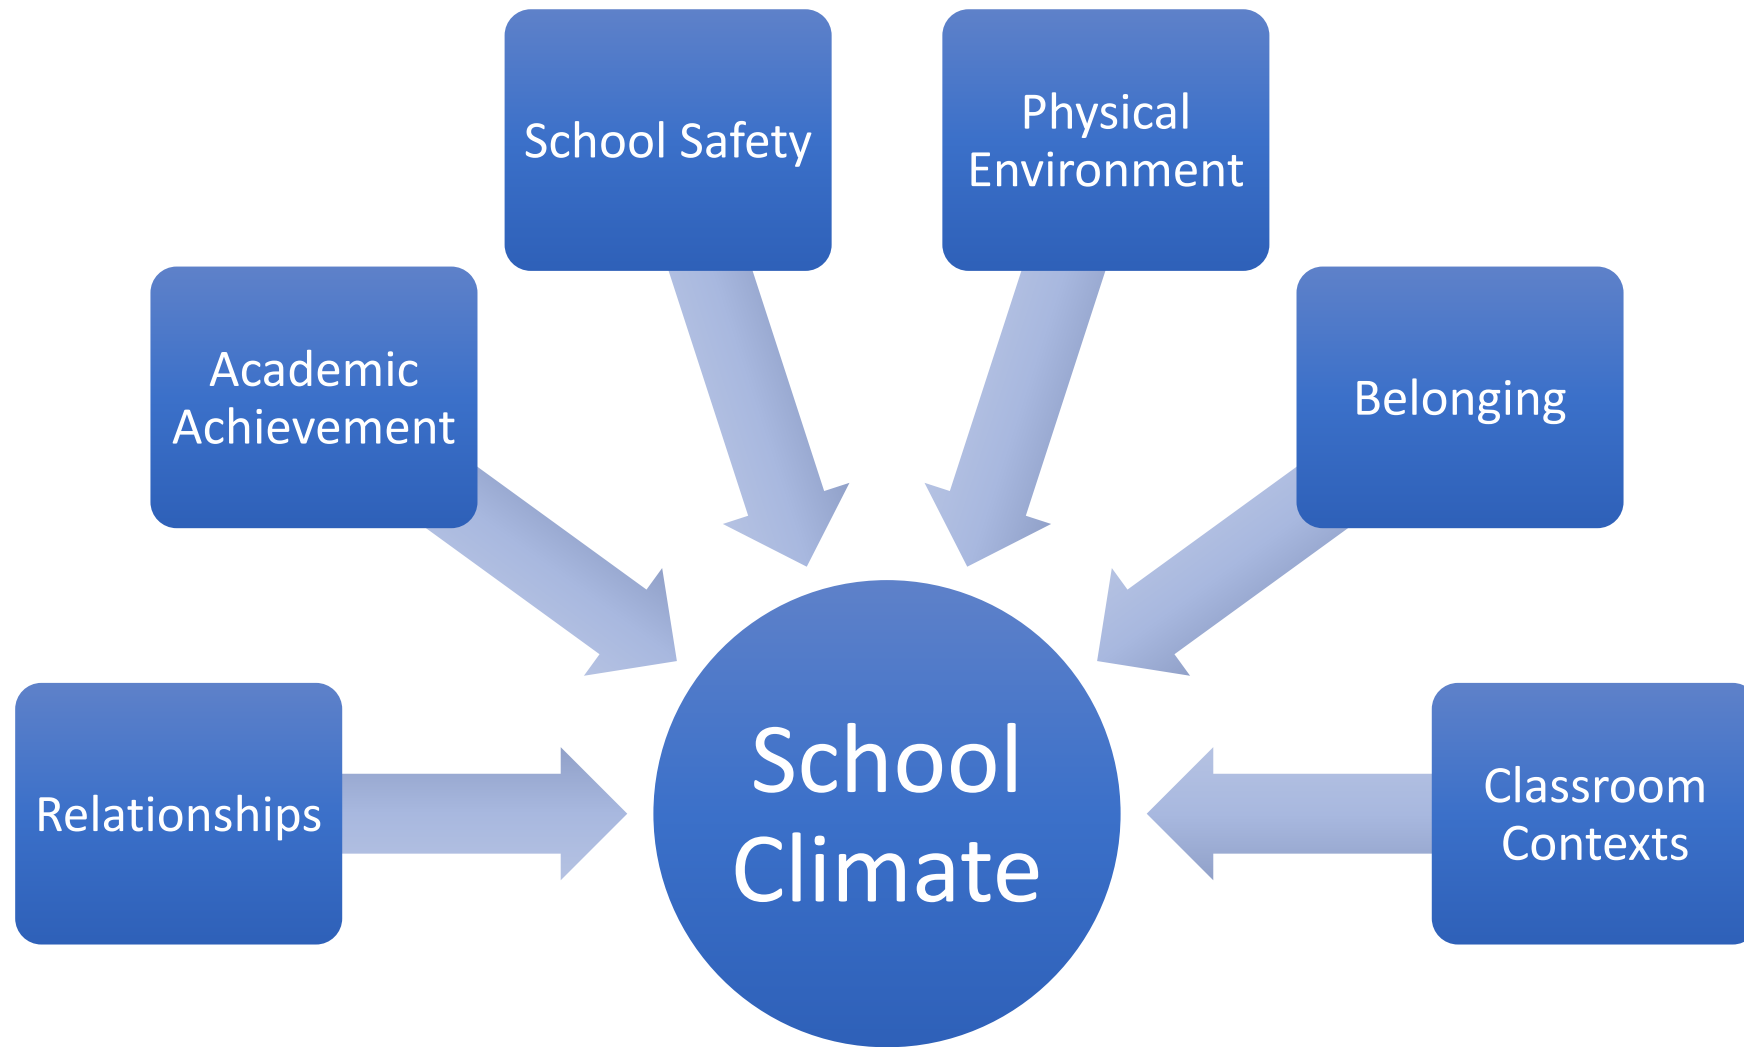 School Safety
Physical
Environment
Academic
Achievement
Belonging
Relationships
School
Climate
Classroom
Contexts